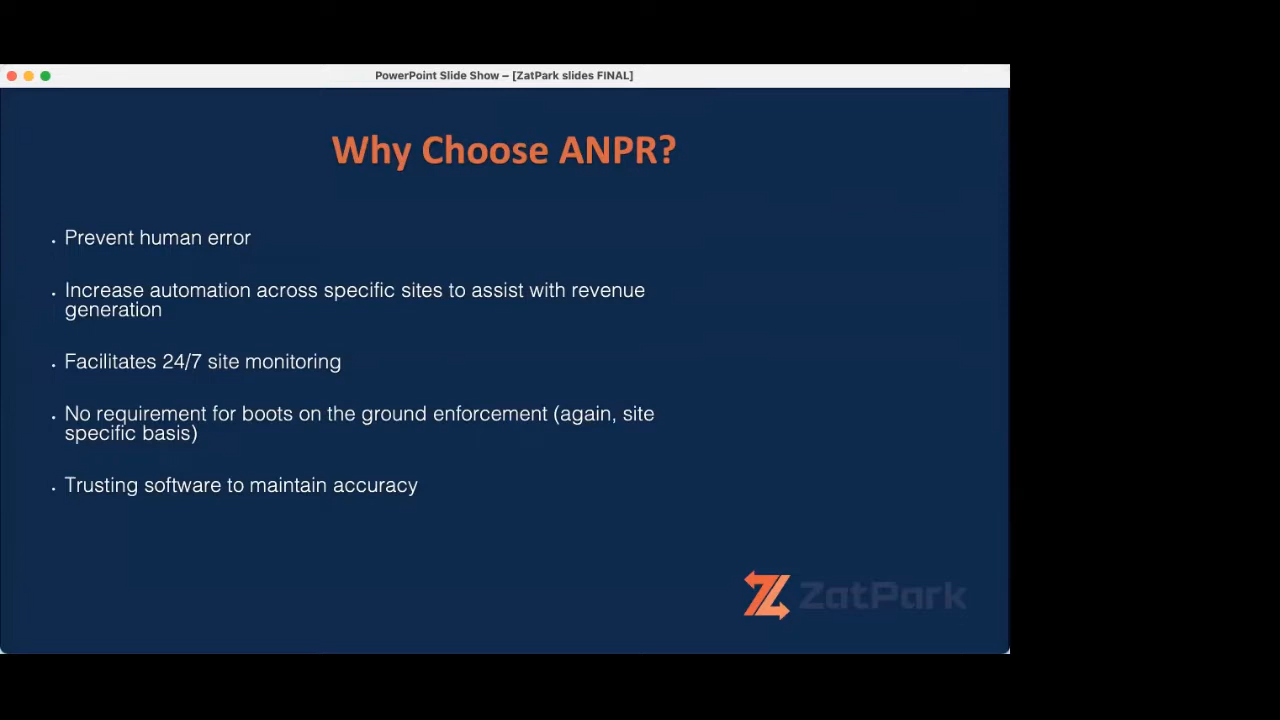 PowerPoint Slide Show – [ZatPark slides FINAL]
Why Choose ANPR?
• Prevent human error
• Increase automation across specific sites to assist with revenue
generation
• Facilitates 24/7 site monitoring
• No requirement for boots on the ground enforcement (again, site
specific basis)
• Trusting software to maintain accuracy
ZatPark